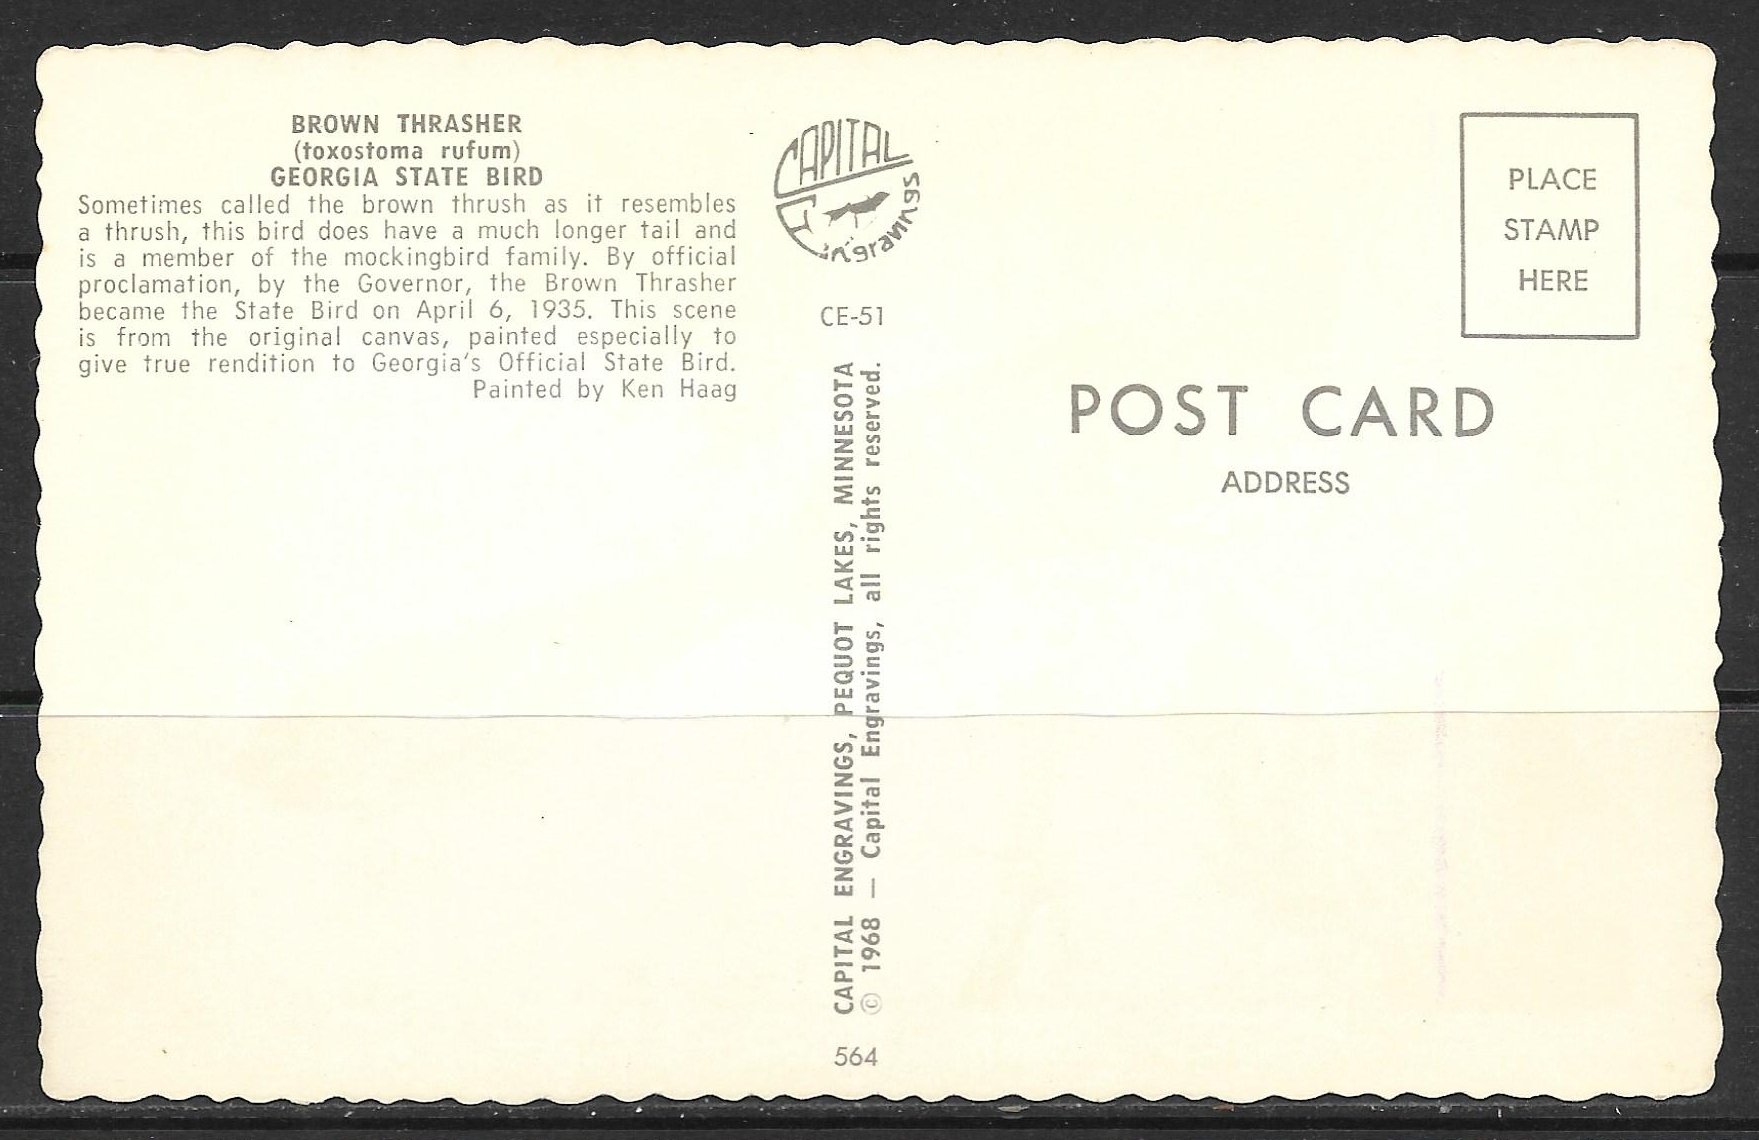 BROWN THRASHER
(toxostoma rufum)
GEORGIA STATE BIRD
Sometimes called the brown thrush as it resembles
a thrush, this bird does have a much longer tail and
is a member of the mockingbird family. By official
proclamation, by the Governor, the Brown Thrasher
became the State Bird on April 6, 1935. This scene
is from the original canvas, painted especially to
give true rendition to Georgia's Official State Bird.
Painted by Ken Haag
CAPITAL
Engravings
CE-51
CAPITAL ENGRAVINGS, PEQUOT LAKES, MINNESOTA
© 1968 — Capital Engravings, all rights reserved.
564
PLACE
STAMP
HERE
POST CARD
ADDRESS